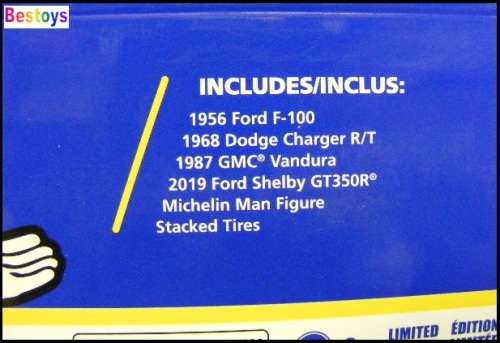 Bestoys
INCLUDES/INCLUS:
1956 Ford F-100
1968 Dodge Charger R/T
1987 GMC® Vandura
2019 Ford Shelby GT350R®
Michelin Man Figure
Stacked Tires
LIMITED ÉDITION